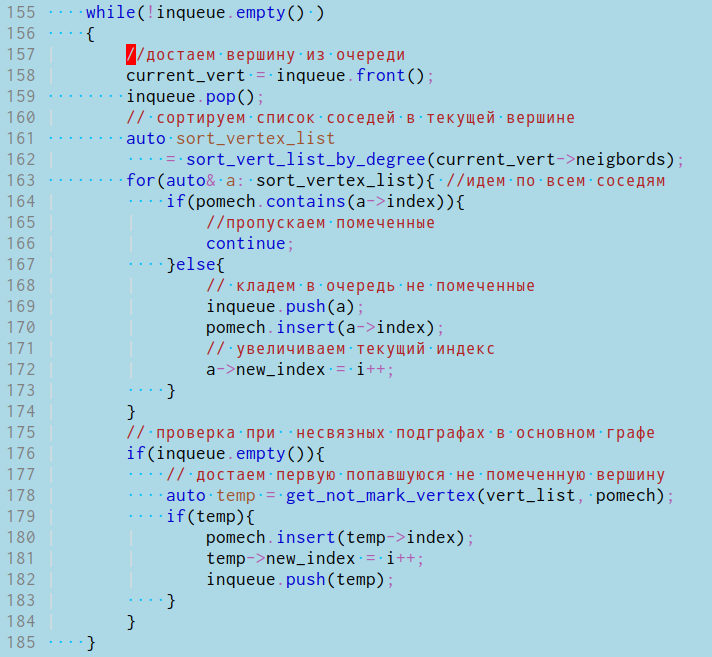 155 while(!inqueue.empty() )
156 {
157 //достаем вершину из очереди
158 current_vert = inqueue.front();
159 inqueue.pop();
160 // сортируем список соседей в текущей вершине
161 auto sort_vertex_list
162 = sort_vert_list_by_degree(current_vert->neigbords);
163 for(auto& a: sort_vertex_list){ //идем по всем соседям
164 if(pomech.contains(a->index)){
165 //пропускаем помеченные
166 continue;
167 }else{
168 // кладем в очередь не помеченные
169 inqueue.push(a);
170 pomech.insert(a->index);
171 // увеличиваем текущий индекс
172 a->new_index = i++;
173 }
174 }
175 // проверка при  несвязных подграфах в основном графе
176 if(inqueue.empty()){
177 // достаем первую попавшуюся не помеченную вершину
178 auto temp = get_not_mark_vertex(vert_list, pomech);
179 if(temp){
180 pomech.insert(temp->index);
181 temp->new_index = i++;
182 inqueue.push(temp);
183 }
184 }
185 }